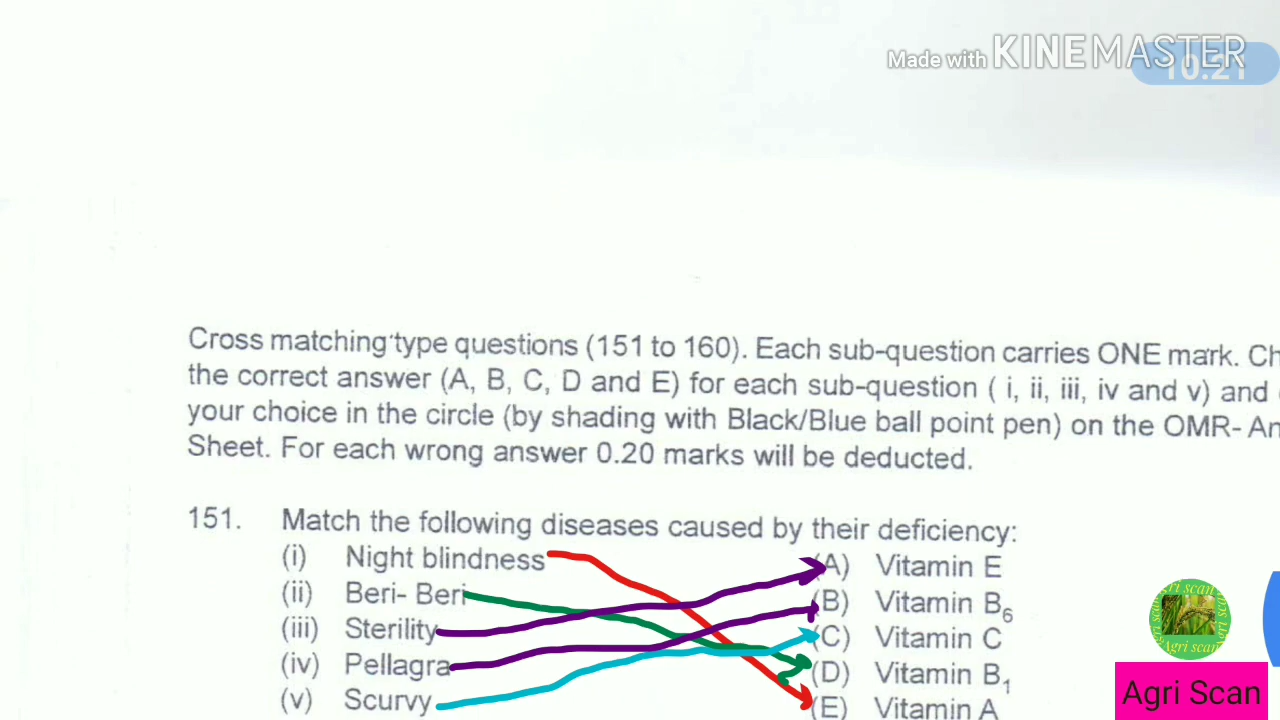 Made with KINEMASTER
10:21
Cross matching type questions (151 to 160). Each sub-question carries ONE mark. Ch
the correct answer (A, B, C, D and E) for each sub-question ( i, ii, iii, iv and v) and
your choice in the circle (by shading with Black/Blue ball point pen) on the OMR- An
Sheet. For each wrong answer 0.20 marks will be deducted.
151. Match the following diseases caused by their deficiency:
(i) Night blindness (A) Vitamin E
(ii) Beri- Beri (B) Vitamin B6
(iii) Sterility (C) Vitamin C
(iv) Pellagra (D) Vitamin B1
(v) Scurvy (E) Vitamin A
Agri scan
Agri Scan